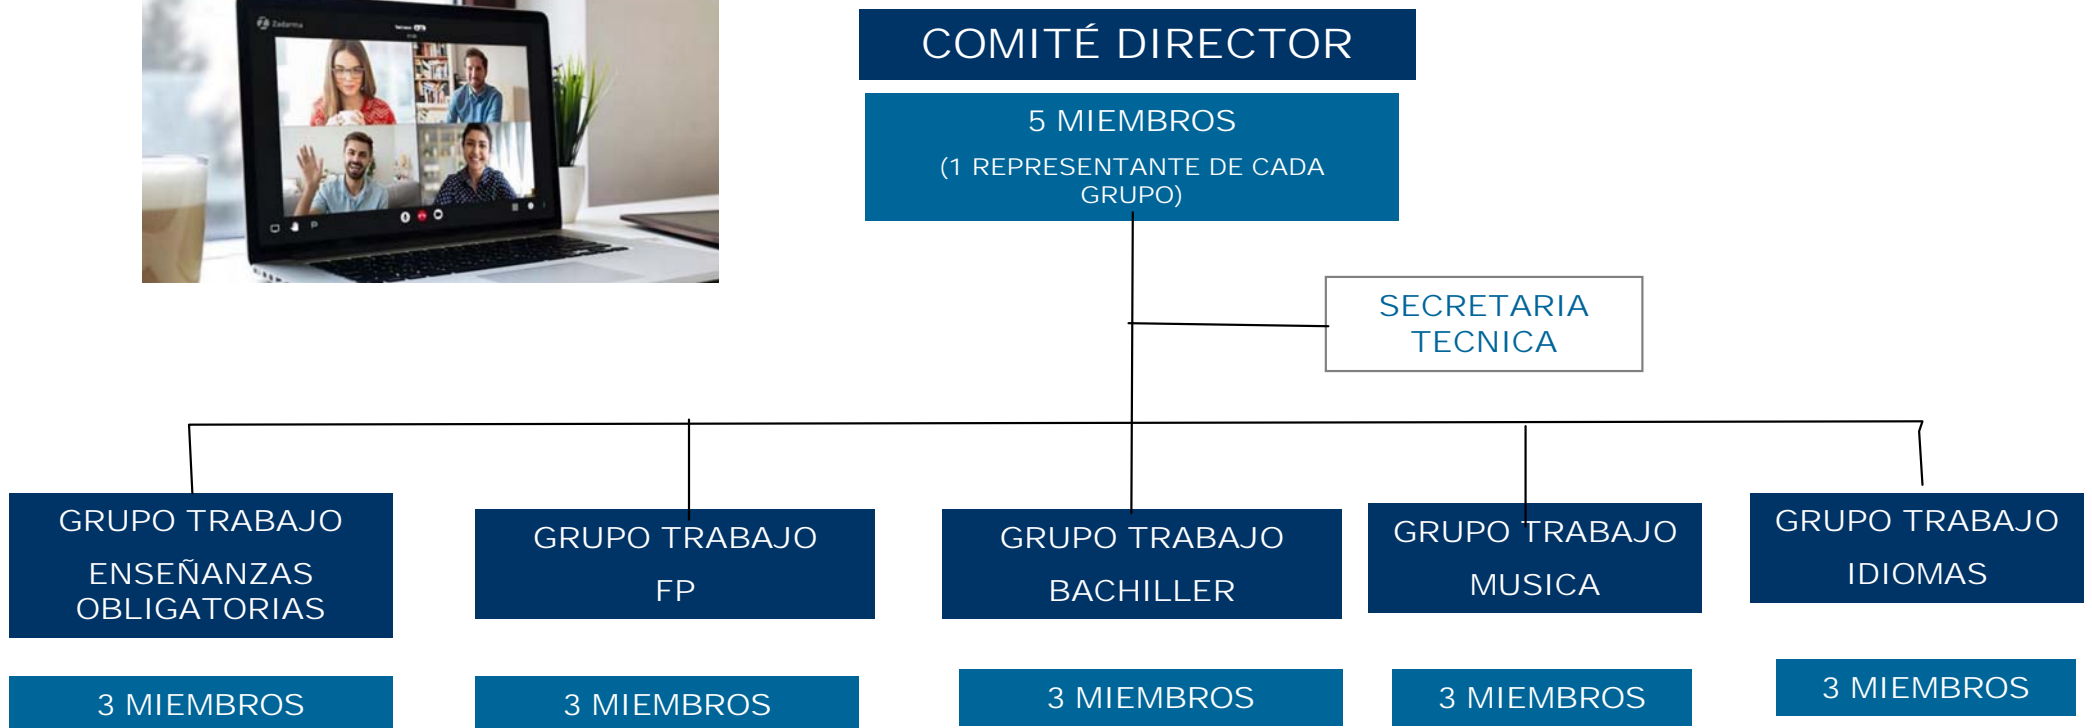 Zadarma
COMITÉ DIRECTOR
5 MIEMBROS
(1 REPRESENTANTE DE CADA
GRUPO)
SECRETARIA
TECNICA
GRUPO TRABAJO
ENSEÑANZAS
OBLIGATORIAS
3 MIEMBROS
GRUPO TRABAJO
FP
3 MIEMBROS
GRUPO TRABAJO
BACHILLER
3 MIEMBROS
GRUPO TRABAJO
MUSICA
3 MIEMBROS
GRUPO TRABAJO
IDIOMAS
3 MIEMBROS